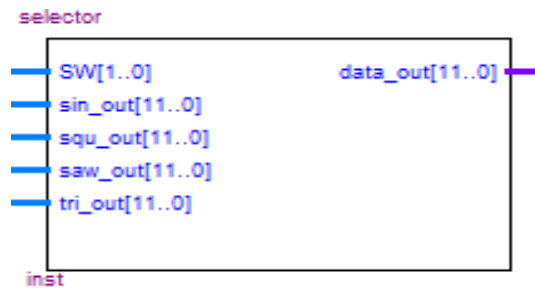 selector
SW[1..0] data_out[11..0]
sin_out[11..0]
squ_out[11..0]
saw_out[11..0]
tri_out[11..0]
inst